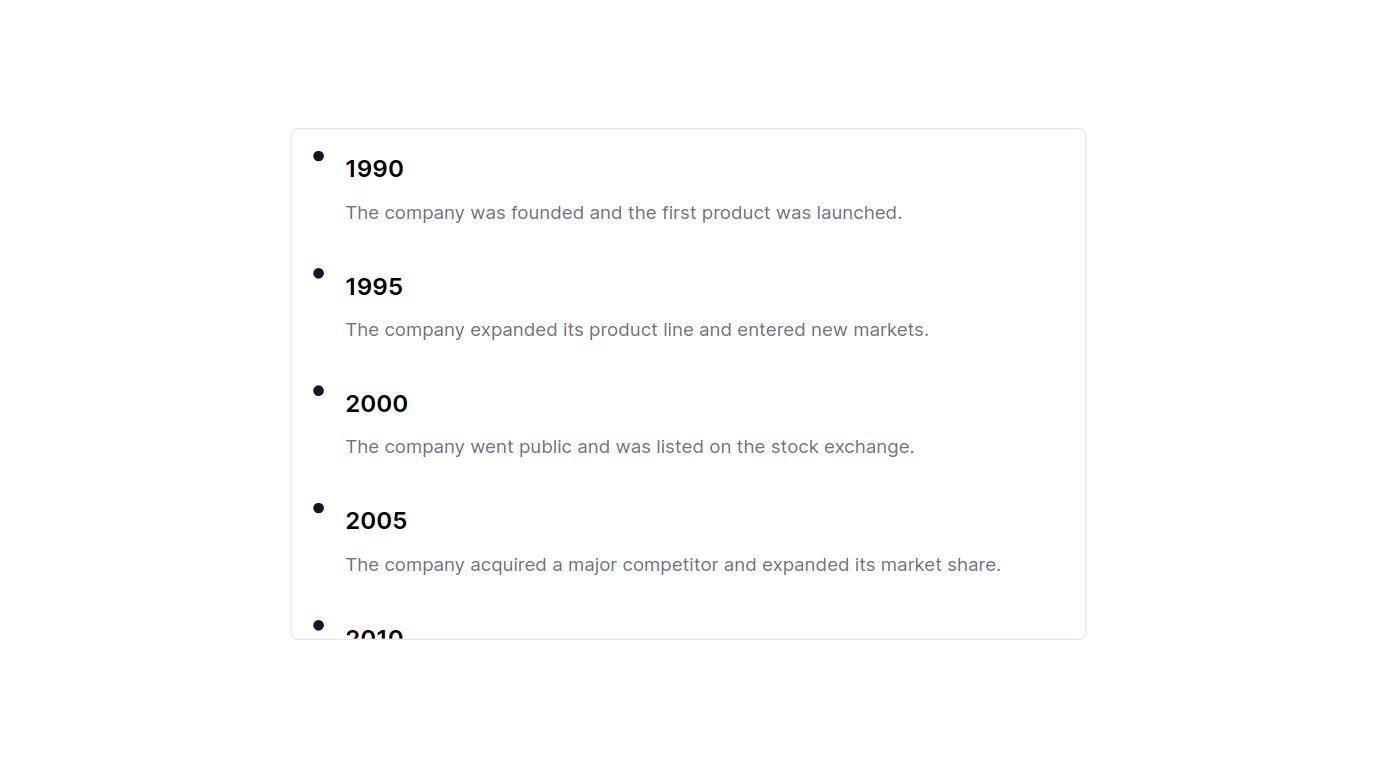 1990
The company was founded and the first product was launched.
1995
The company expanded its product line and entered new markets.
2000
The company went public and was listed on the stock exchange.
2005
The company acquired a major competitor and expanded its market share.
2010